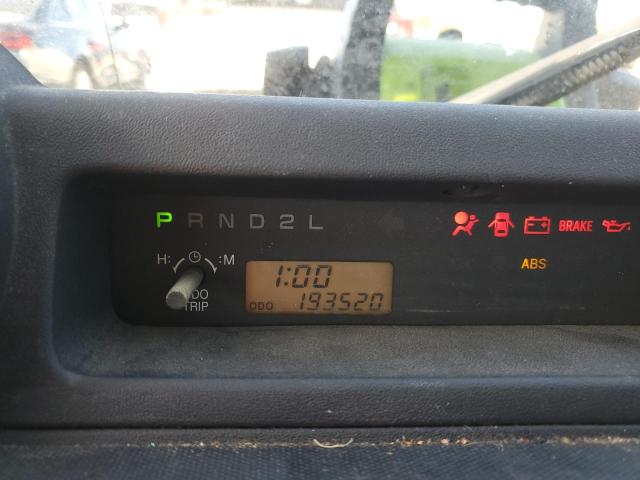 P R N D 2 L
BRAKE
ABS
H: :M
1:00
ODO
TRIP
ODO 193520